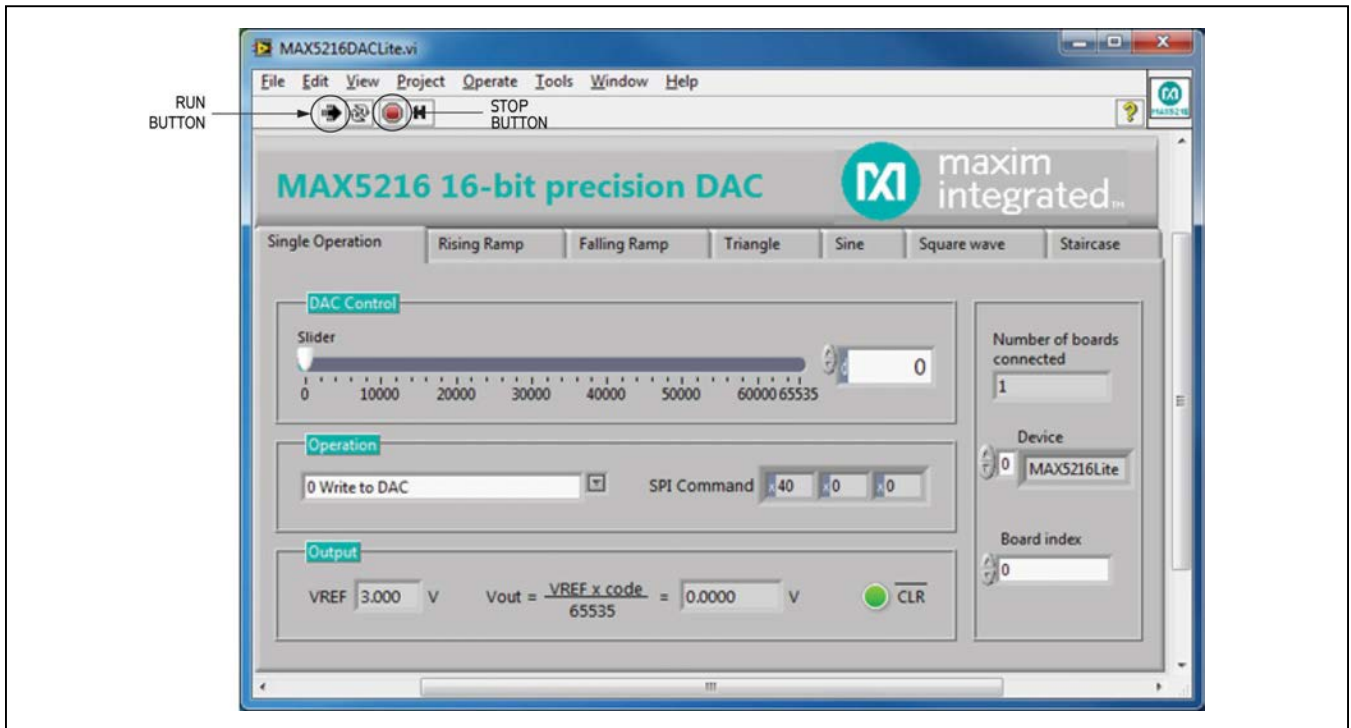 MAX5216DACLite.vi
File Edit View Project Operate Tools Window Help
RUN
BUTTON
STOP
BUTTON
MAX5216
MAX5216 16-bit precision DAC
maxim
integrated™
Single Operation Rising Ramp Falling Ramp Triangle Sine Square wave Staircase
DAC Control
Slider
0 10000 20000 30000 40000 50000 60000 65535
d 0
Number of boards
connected
1
Operation
0 Write to DAC
SPI Command x 40 x 0 x 0
Device
0 MAX5216Lite
Board index
0
Output
VREF 3.000 V Vout = VREF x code = 0.0000 V CLR
65535